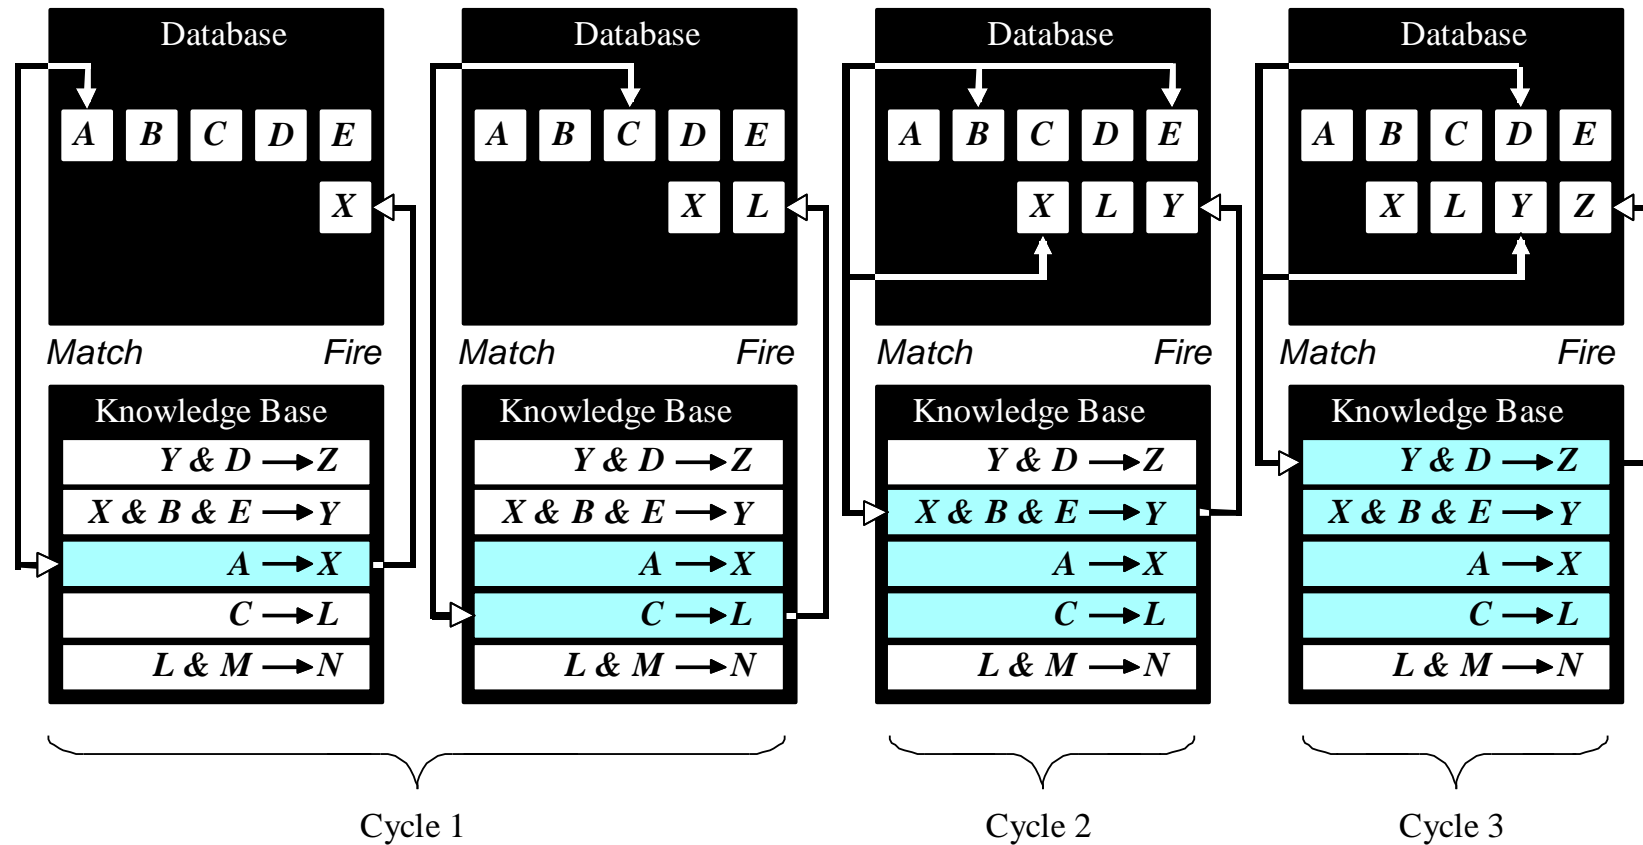 Database
A B C D E
X
Match Fire
Knowledge Base
Y & D → Z
X & B & E → Y
A → X
C → L
L & M → N
Database
A B C D E
X L
Match Fire
Knowledge Base
Y & D → Z
X & B & E → Y
A → X
C → L
L & M → N
Cycle 1
Database
A B C D E
X L Y
Match Fire
Knowledge Base
Y & D → Z
X & B & E → Y
A → X
C → L
L & M → N
Cycle 2
Database
A B C D E
X L Y Z
Match Fire
Knowledge Base
Y & D → Z
X & B & E → Y
A → X
C → L
L & M → N
Cycle 3